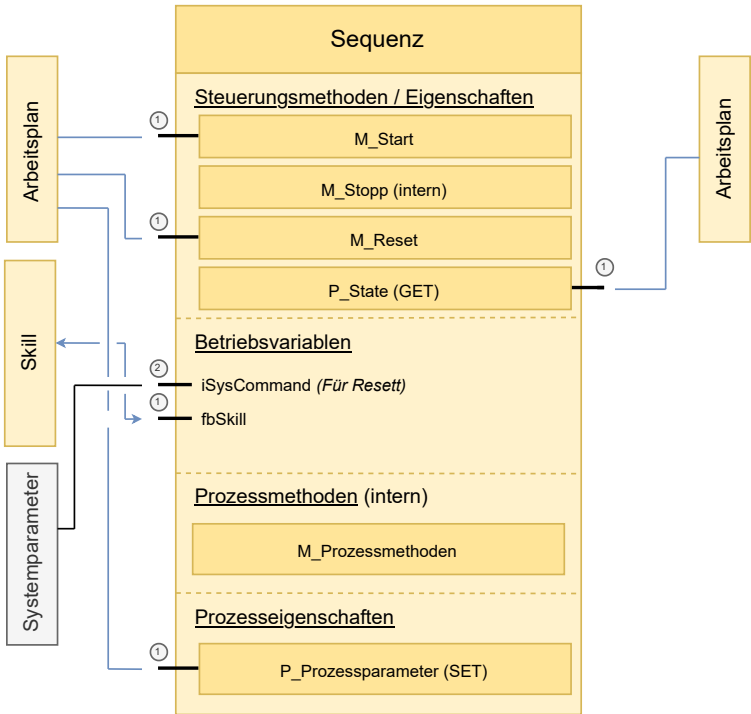 Sequenz
Arbeitsplan
Steuerungsmethoden / Eigenschaften
1
M_Start
M_Stopp (intern)
1
M_Reset
P_State (GET)
1
Arbeitsplan
Skill
Betriebsvariablen
2
iSysCommand (Für Resett)
1
fbSkill
Systemparameter
Prozessmethoden (intern)
M_Prozessmethoden
Prozesseigenschaften
1
P_Prozessparameter (SET)